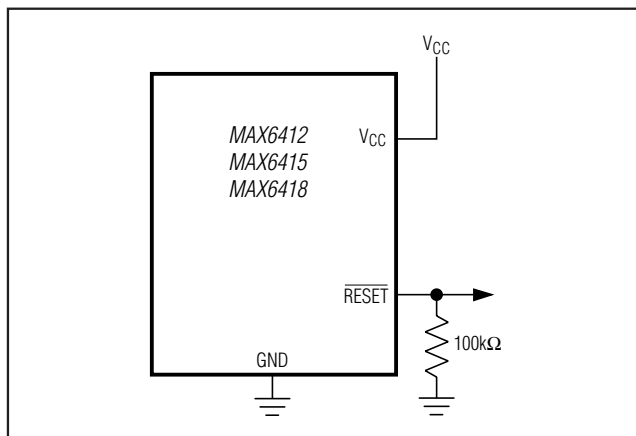 VCC
MAX6412
VCC
MAX6415
MAX6418
RESET
100kΩ
GND